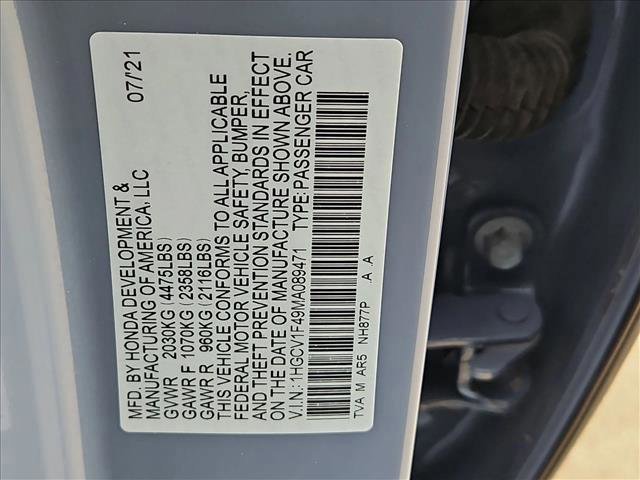 MFD. BY HONDA DEVELOPMENT & 07/'21
MANUFACTURING OF AMERICA, LLC
GVWR 2030KG (4475LBS)
GAWR F 1070KG (2358LBS)
GAWR R 960KG (2116LBS)
THIS VEHICLE CONFORMS TO ALL APPLICABLE
FEDERAL MOTOR VEHICLE SAFETY, BUMPER,
AND THEFT PREVENTION STANDARDS IN EFFECT
ON THE DATE OF MANUFACTURE SHOWN ABOVE.
V.I.N.: 1HGCV1F49MA089471 TYPE: PASSENGER CAR
TVA M AR5 NH877P .A .A